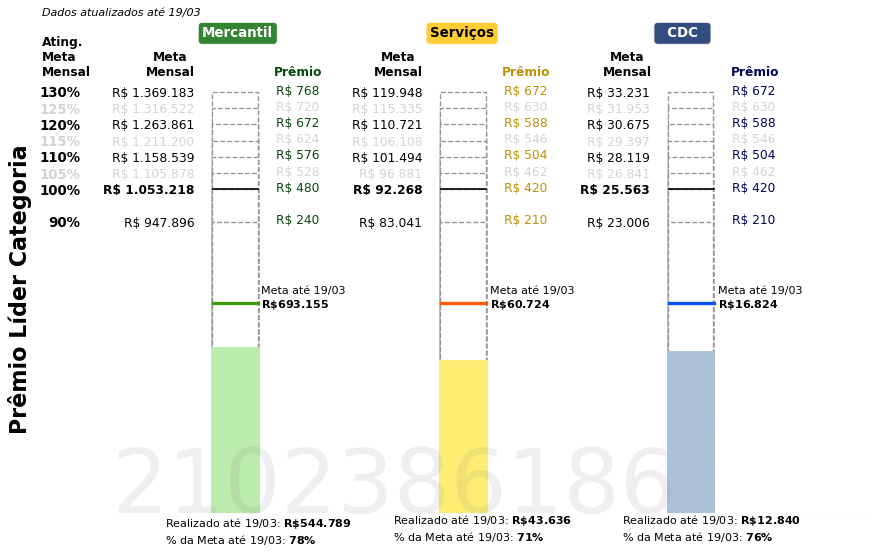 Dados atualizados até 19/03
Mercantil Serviços CDC
Ating. Meta Mensal
Meta Mensal Prêmio Meta Mensal Prêmio Meta Mensal Prêmio
130% R$ 1.369.183 R$ 768 R$ 119.948 R$ 672 R$ 33.231 R$ 672
125% R$ 1.316.522 R$ 720 R$ 115.335 R$ 630 R$ 31.953 R$ 630
120% R$ 1.263.861 R$ 672 R$ 110.721 R$ 588 R$ 30.675 R$ 588
115% R$ 1.211.200 R$ 624 R$ 106.108 R$ 546 R$ 29.397 R$ 546
110% R$ 1.158.539 R$ 576 R$ 101.494 R$ 504 R$ 28.119 R$ 504
105% R$ 1.105.878 R$ 528 R$ 96.881 R$ 462 R$ 26.841 R$ 462
100% R$ 1.053.218 R$ 480 R$ 92.268 R$ 420 R$ 25.563 R$ 420
90% R$ 947.896 R$ 240 R$ 83.041 R$ 210 R$ 23.006 R$ 210
Prêmio Líder Categoria
Meta até 19/03 Meta até 19/03 Meta até 19/03
R$693.155 R$60.724 R$16.824
2102386186
Realizado até 19/03: R$544.789 Realizado até 19/03: R$43.636 Realizado até 19/03: R$12.840
% da Meta até 19/03: 78% % da Meta até 19/03: 71% % da Meta até 19/03: 76%